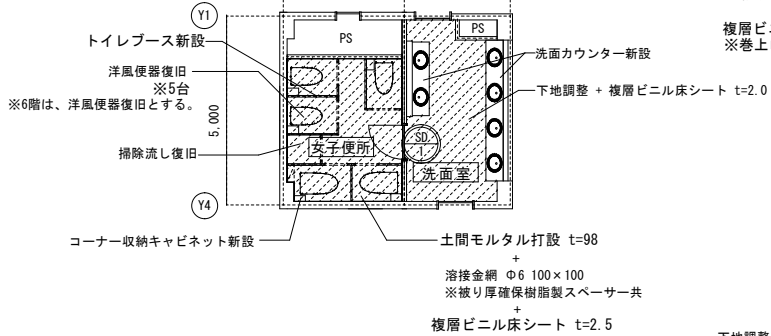 Y1
PS
PS
複層ビニ
※巻上
トイレブース新設
洗面カウンター新設
洋風便器復旧
※5台
※6階は、洋風便器復旧とする。
下地調整 + 複層ビニル床シート t=2.0
5,000
掃除流し復旧
女子便所
SD
1
洗面室
Y4
コーナー収納キャビネット新設
土間モルタル打設 t=98
+
溶接金網 Φ6 100×100
※被り厚確保樹脂製スペーサー共
+
複層ビニル床シート t=2.5
下地調整